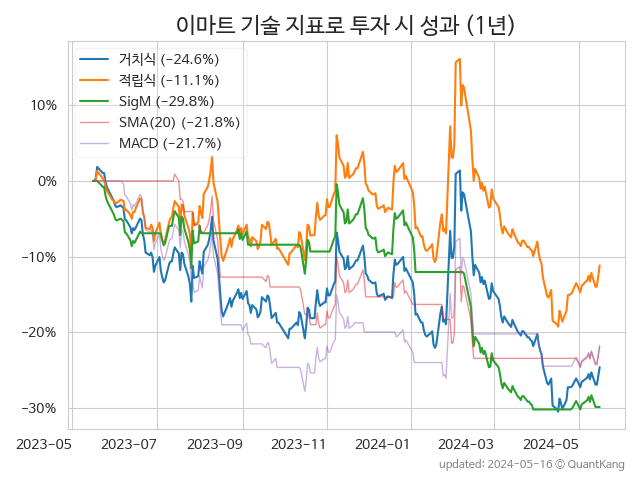 이마트 기술 지표로 투자 시 성과 (1년)
거치식 (−24.6%)
적립식 (−11.1%)
SigM (−29.8%)
SMA(20) (−21.8%)
MACD (−21.7%)
10%
0%
−10%
−20%
−30%
2023-05 2023-07 2023-09 2023-11 2024-01 2024-03 2024-05
updated: 2024-05-16 © QuantKang